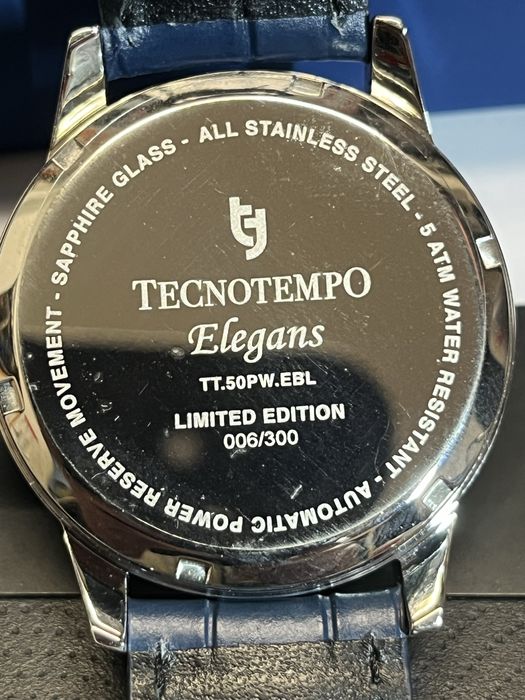 SAPPHIRE GLASS - ALL STAINLESS STEEL - 5 ATM WATER RESISTANT - AUTOMATIC POWER RESERVE MOVEMENT -
TECNOTEMPO
Elegans
TT.50PW.EBL
LIMITED EDITION
006/300